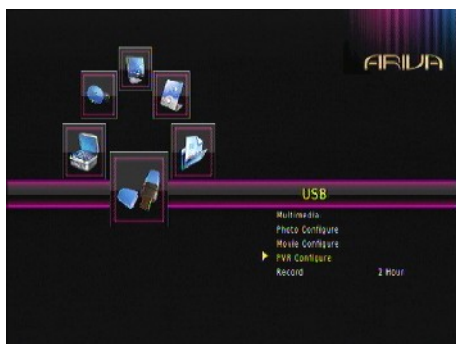 ARIVA
USB
Multimedia
Photo Configure
Movie Configure
PVR Configure
Record 2 Hour